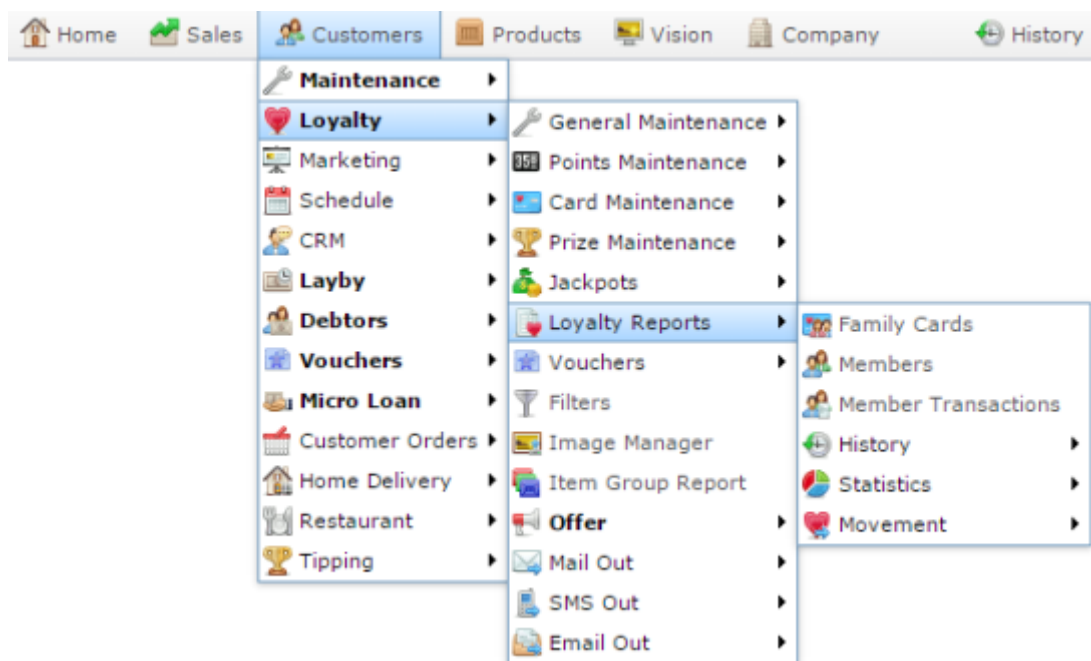 Home Sales Customers Products Vision Company History
Maintenance
Loyalty
Marketing
Schedule
CRM
Layby
Debtors
Vouchers
Micro Loan
Customer Orders
Home Delivery
Restaurant
Tipping
General Maintenance
Points Maintenance
Card Maintenance
Prize Maintenance
Jackpots
Loyalty Reports
Vouchers
Filters
Image Manager
Item Group Report
Offer
Mail Out
SMS Out
Email Out
Family Cards
Members
Member Transactions
History
Statistics
Movement